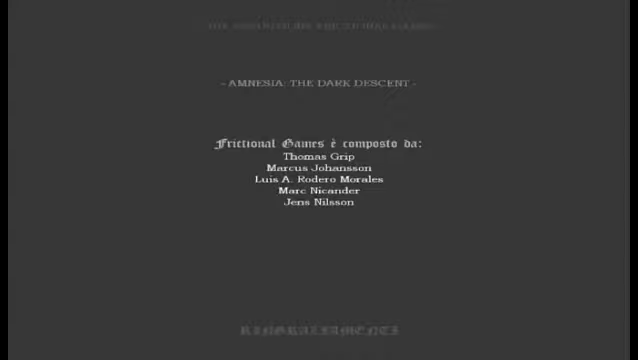 - AMNESIA: THE DARK DESCENT -
Frictional Games è composto da:
Thomas Grip
Marcus Johansson
Luis A. Rodero Morales
Marc Nicander
Jens Nilsson
RINGRAZIAMENTI